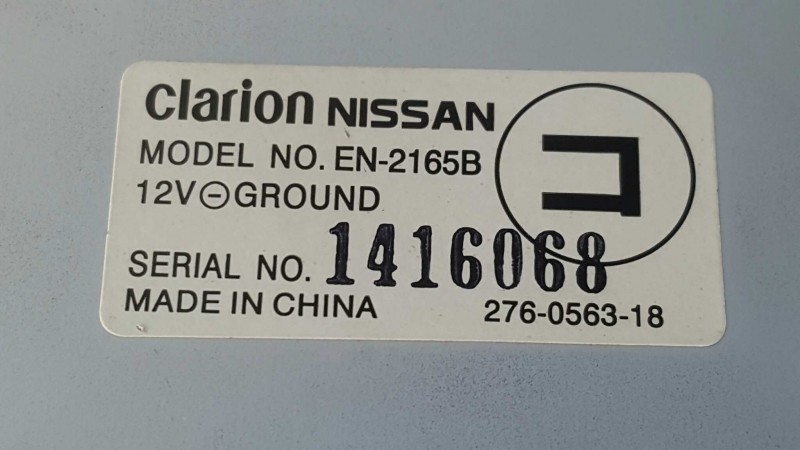 clarion NISSAN
MODEL NO. EN-2165B
12V⊖GROUND
コ
SERIAL NO. 1416068
MADE IN CHINA 276-0563-18